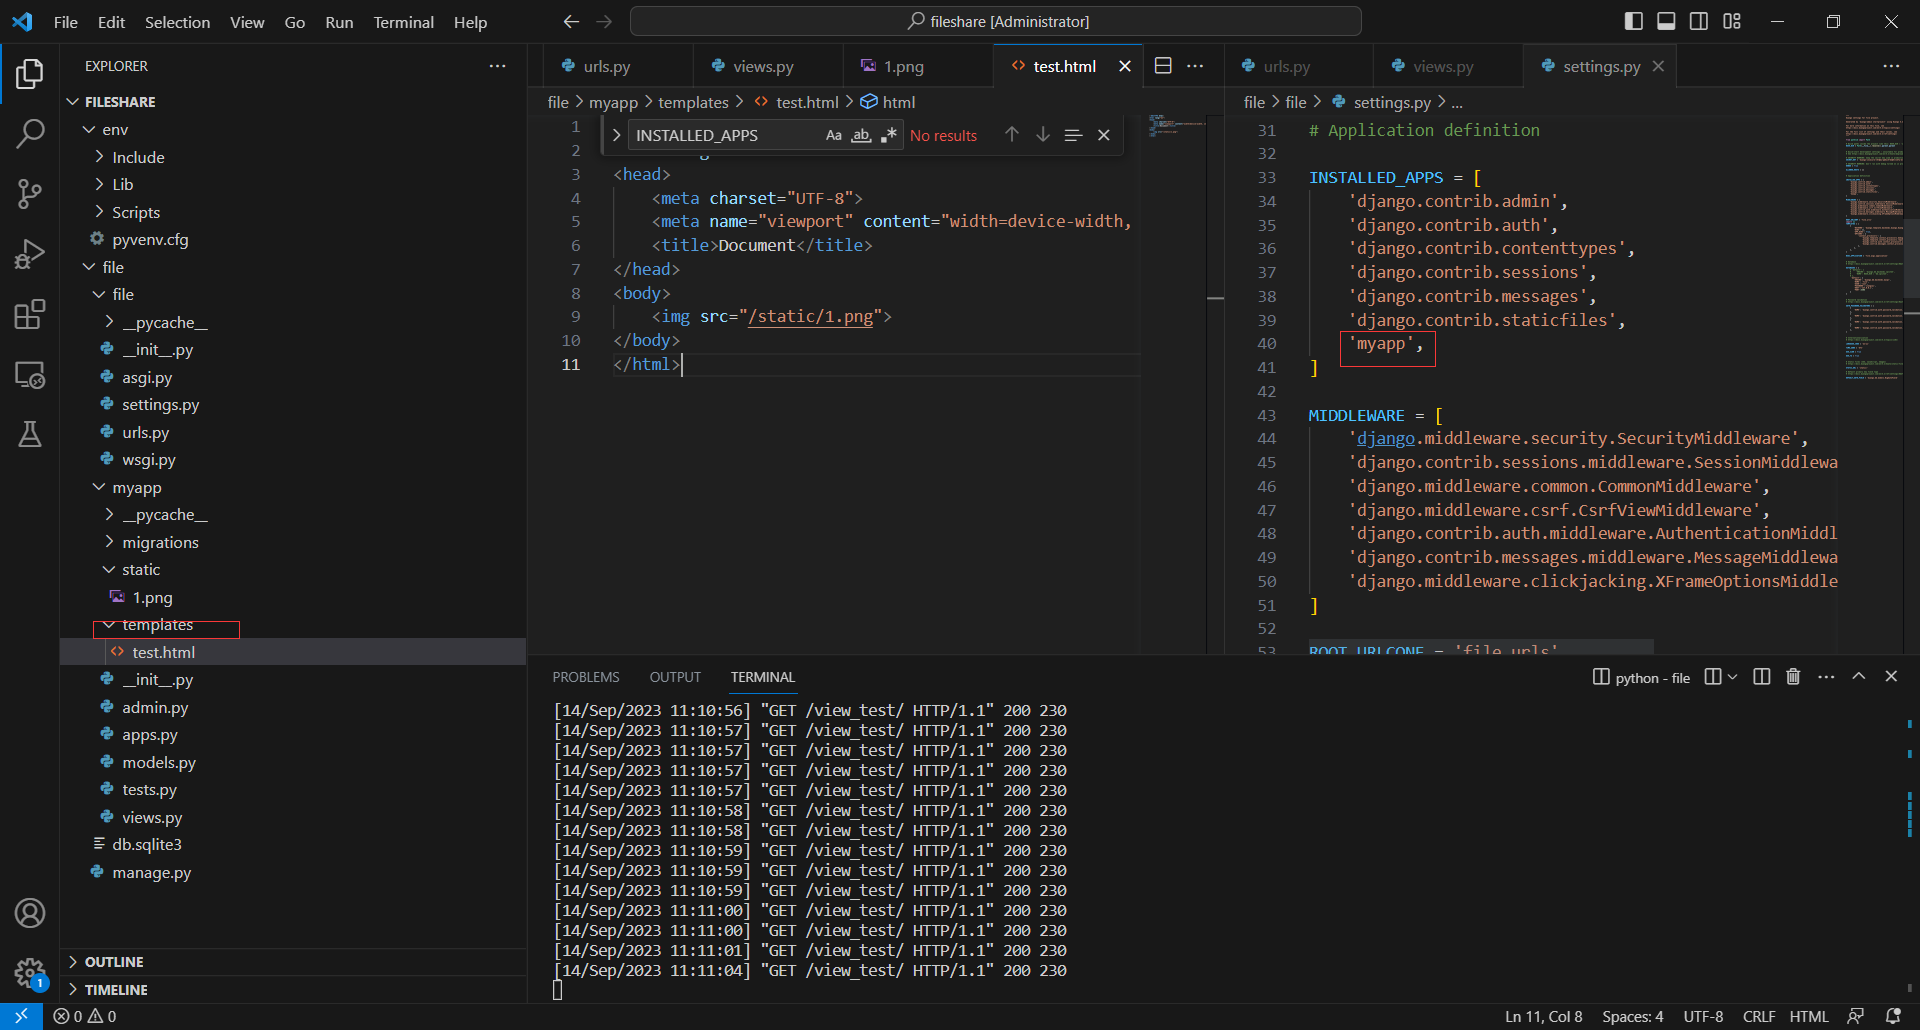 File Edit Selection View Go Run Terminal Help
fileshare [Administrator]
EXPLORER
FILESHARE
env
Include
Lib
Scripts
pyvenv.cfg
file
file
__pycache__
__init__.py
asgi.py
settings.py
urls.py
wsgi.py
myapp
__pycache__
migrations
static
1.png
templates
test.html
__init__.py
admin.py
apps.py
models.py
tests.py
views.py
db.sqlite3
manage.py
OUTLINE
TIMELINE
urls.py views.py 1.png test.html
file > myapp > templates > test.html > html
INSTALLED_APPS Aa ab No results
1
2
3 <head>
4 <meta charset="UTF-8">
5 <meta name="viewport" content="width=device-width,
6 <title>Document</title>
7 </head>
8 <body>
9 <img src="/static/1.png">
10 </body>
11 </html>
urls.py views.py settings.py
file > file > settings.py > ...
31 # Application definition
32
33 INSTALLED_APPS = [
34 'django.contrib.admin',
35 'django.contrib.auth',
36 'django.contrib.contenttypes',
37 'django.contrib.sessions',
38 'django.contrib.messages',
39 'django.contrib.staticfiles',
40 'myapp',
41 ]
42
43 MIDDLEWARE = [
44 'django.middleware.security.SecurityMiddleware',
45 'django.contrib.sessions.middleware.SessionMiddlewa
46 'django.middleware.common.CommonMiddleware',
47 'django.middleware.csrf.CsrfViewMiddleware',
48 'django.contrib.auth.middleware.AuthenticationMiddl
49 'django.contrib.messages.middleware.MessageMiddlewa
50 'django.middleware.clickjacking.XFrameOptionsMiddle
51 ]
52
53 ROOT_URLCONF = 'file.urls'
PROBLEMS OUTPUT TERMINAL
python - file
[14/Sep/2023 11:10:56] "GET /view_test/ HTTP/1.1" 200 230
[14/Sep/2023 11:10:57] "GET /view_test/ HTTP/1.1" 200 230
[14/Sep/2023 11:10:57] "GET /view_test/ HTTP/1.1" 200 230
[14/Sep/2023 11:10:57] "GET /view_test/ HTTP/1.1" 200 230
[14/Sep/2023 11:10:57] "GET /view_test/ HTTP/1.1" 200 230
[14/Sep/2023 11:10:58] "GET /view_test/ HTTP/1.1" 200 230
[14/Sep/2023 11:10:58] "GET /view_test/ HTTP/1.1" 200 230
[14/Sep/2023 11:10:59] "GET /view_test/ HTTP/1.1" 200 230
[14/Sep/2023 11:10:59] "GET /view_test/ HTTP/1.1" 200 230
[14/Sep/2023 11:10:59] "GET /view_test/ HTTP/1.1" 200 230
[14/Sep/2023 11:11:00] "GET /view_test/ HTTP/1.1" 200 230
[14/Sep/2023 11:11:00] "GET /view_test/ HTTP/1.1" 200 230
[14/Sep/2023 11:11:01] "GET /view_test/ HTTP/1.1" 200 230
[14/Sep/2023 11:11:04] "GET /view_test/ HTTP/1.1" 200 230
1
0 0
Ln 11, Col 8 Spaces: 4 UTF-8 CRLF HTML